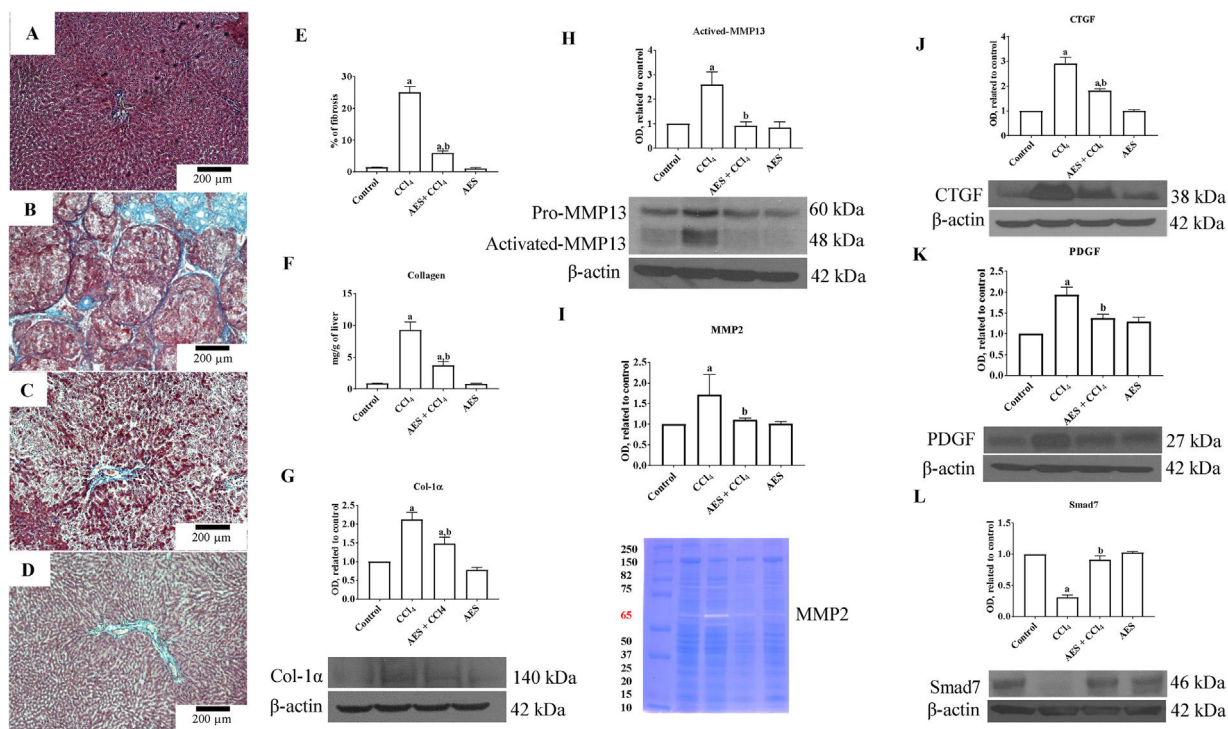 A
200 µm
B
200 µm
C
200 µm
D
200 µm
E
% of fibrosis
30
20
10
0
a
a,b
Control
CCl₄
AES+ CCl₄
AES
F
Collagen
mg/g of liver
15
10
5
0
a
a,b
Control
CCl₄
AES + CCl₄
AES
G
Col-1α
OD, related to control
2.5
2.0
1.5
1.0
0.5
0.0
a
a,b
Control
CCl₄
AES + CCl4
AES
Col-1α
140 kDa
β-actin
42 kDa
H
Actived-MMP13
OD, related to control
4
3
2
1
0
a
b
Control
CCl₄
AES + CCl₄
AES
Pro-MMP13
60 kDa
Activated-MMP13
48 kDa
β-actin
42 kDa
I
MMP2
OD, related to control
2.5
2.0
1.5
1.0
0.5
0.0
a
b
Control
CCl₄
AES + CCl₄
AES
250
150
82
75
65
50
37
25
20
15
10
MMP2
J
CTGF
OD, related to control
4
3
2
1
0
a
a,b
Control
CCl₄
AES + CCl₄
AES
CTGF
38 kDa
β-actin
42 kDa
K
PDGF
OD, related to control
2.5
2.0
1.5
1.0
0.5
0.0
a
b
Control
CCl₄
AES + CCl₄
AES
PDGF
27 kDa
β-actin
42 kDa
L
Smad7
OD, related to control
1.5
1.0
0.5
0.0
a
b
Control
CCl₄
AES + CCl₄
AES
Smad7
46 kDa
β-actin
42 kDa